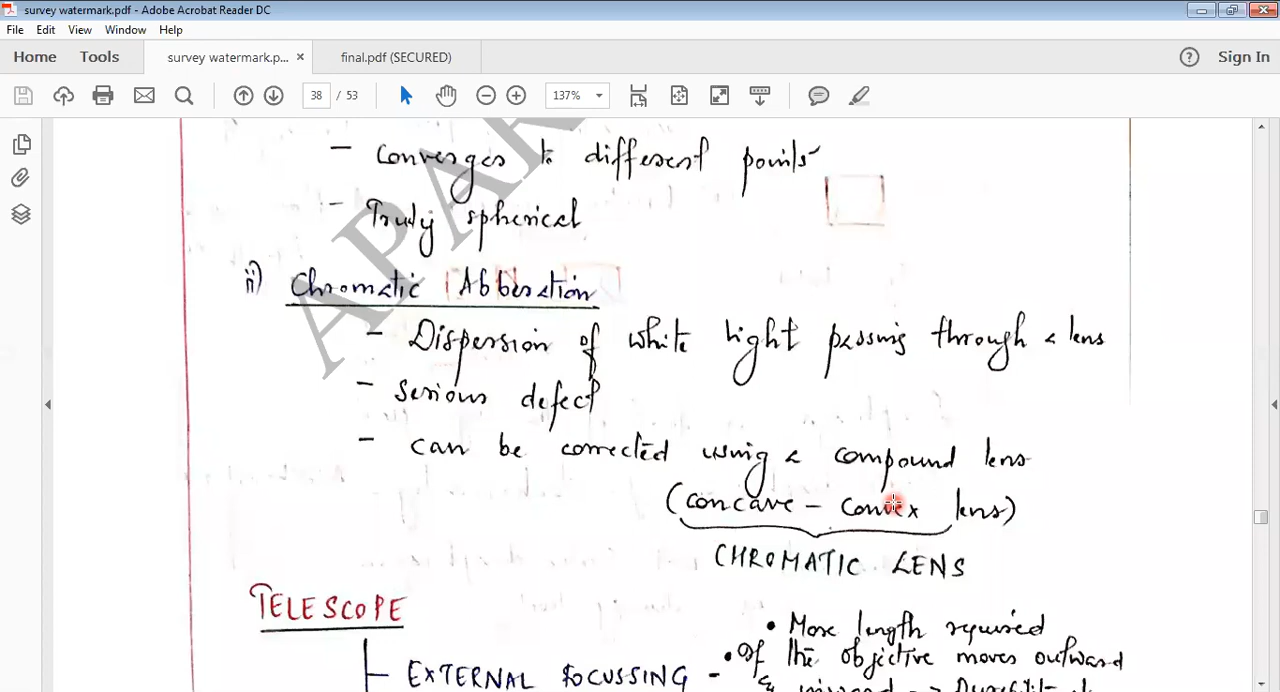 survey watermark.pdf - Adobe Acrobat Reader DC
File Edit View Window Help
Home Tools survey watermark.p... × final.pdf (SECURED) Sign In
38 / 53 137%
APAR
- Converges to different points
- Truly spherical
ii) Chromatic Abberation
- Dispersion of white light passing through a lens
- Serious defect
- can be corrected using a compound lens
(concave - convex lens)
CHROMATIC LENS
TELESCOPE
• More length required
EXTERNAL FOCUSSING - • If the objective moves outward